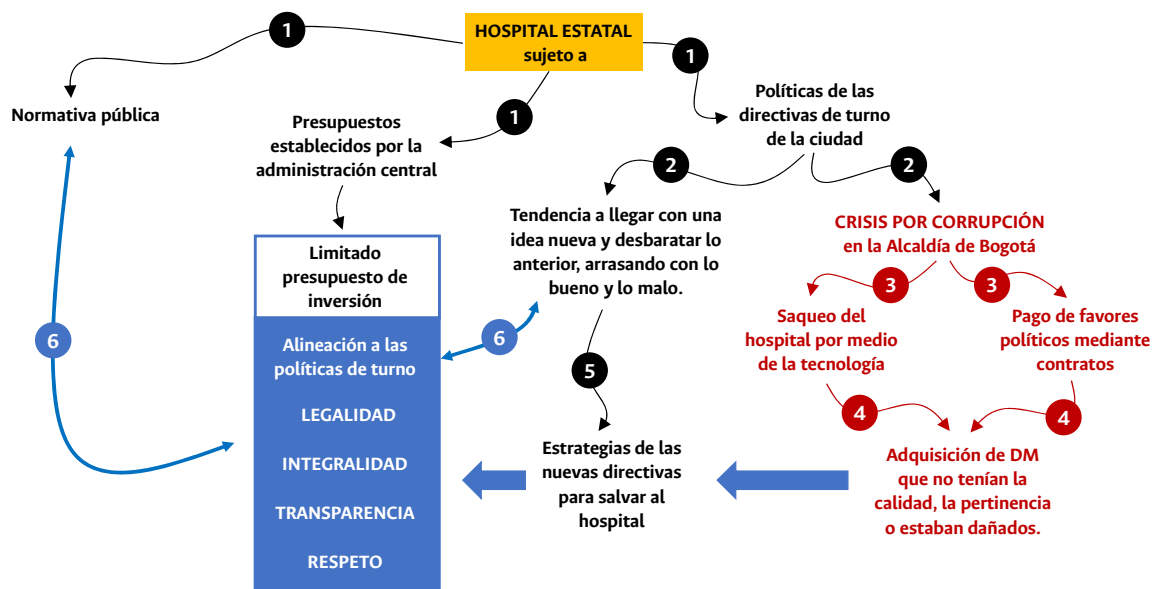 HOSPITAL ESTATAL
sujeto a
1
1
1
Normativa pública
Presupuestos
establecidos por la
administración central
Políticas de las
directivas de turno
de la ciudad
2
2
Tendencia a llegar con una
idea nueva y desbaratar lo
anterior, arrasando con lo
bueno y lo malo.
CRISIS POR CORRUPCIÓN
en la Alcaldía de Bogotá
3
3
Saqueo del
hospital por medio
de la tecnología
Pago de favores
políticos mediante
contratos
4
4
Adquisición de DM
que no tenían la
calidad, la pertinencia
o estaban dañados.
5
Estrategias de las
nuevas directivas
para salvar al
hospital
6
6
Limitado
presupuesto de
inversión
Alineación a las
políticas de turno
LEGALIDAD
INTEGRALIDAD
TRANSPARENCIA
RESPETO